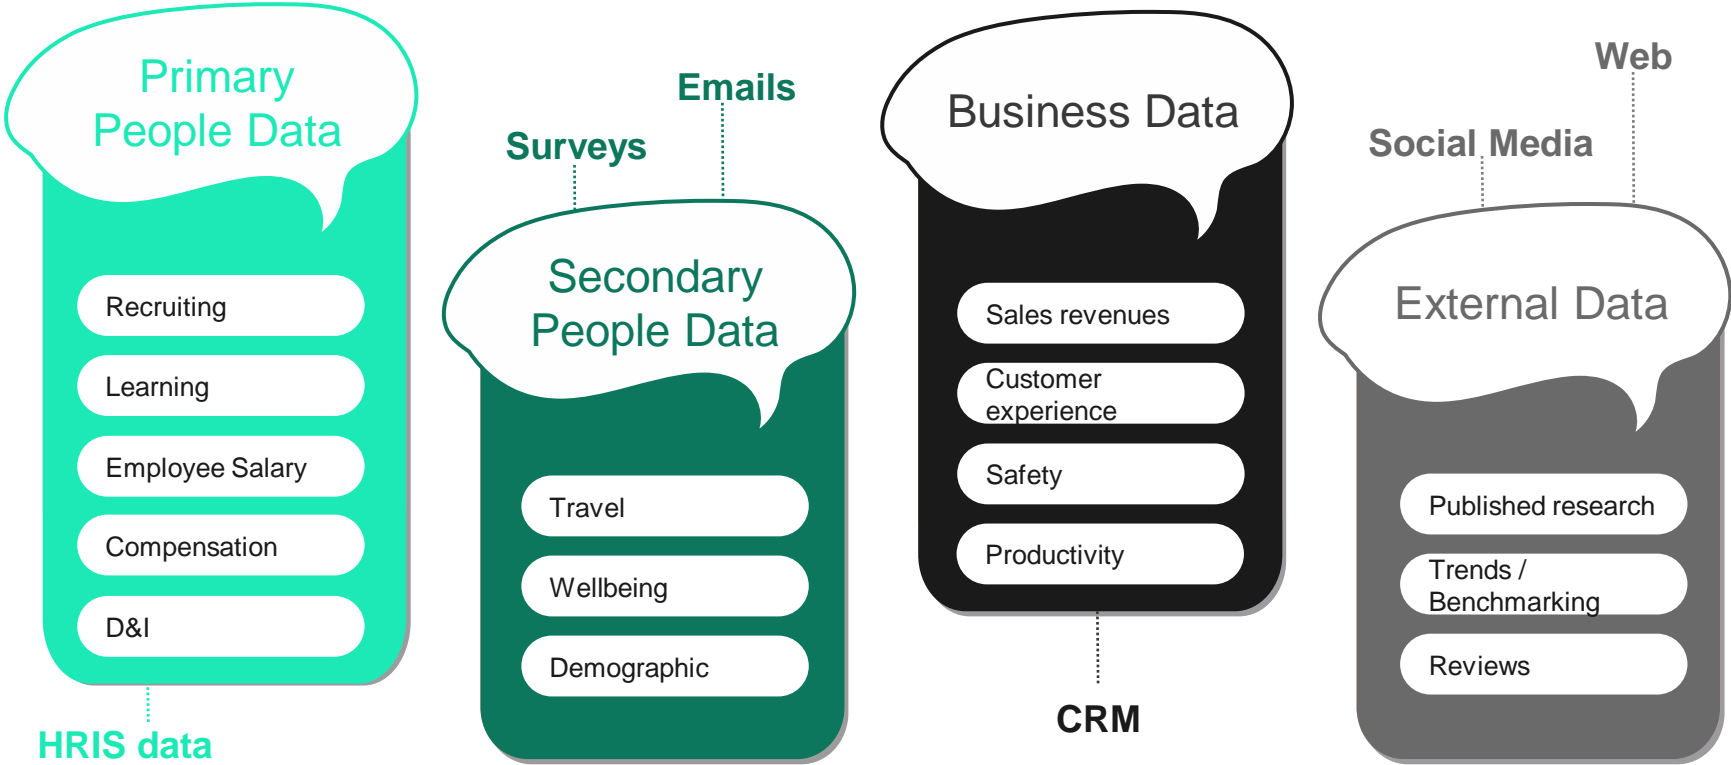 Primary
People Data
Recruiting
Learning
Employee Salary
Compensation
D&I
HRIS data
Surveys
Emails
Secondary
People Data
Travel
Wellbeing
Demographic
Business Data
Sales revenues
Customer
experience
Safety
Productivity
CRM
Social Media
Web
External Data
Published research
Trends /
Benchmarking
Reviews